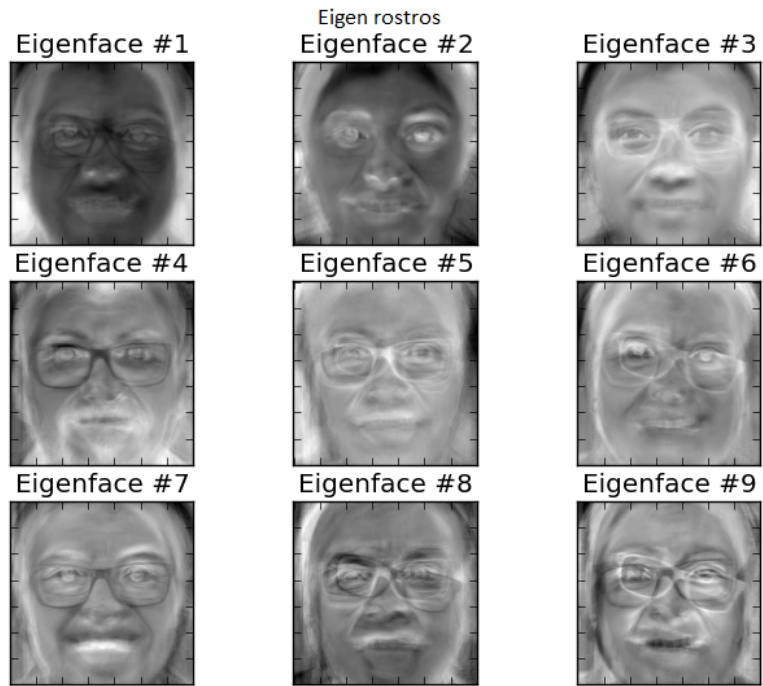 Eigen rostros
Eigenface #1
Eigenface #2
Eigenface #3
Eigenface #4
Eigenface #5
Eigenface #6
Eigenface #7
Eigenface #8
Eigenface #9